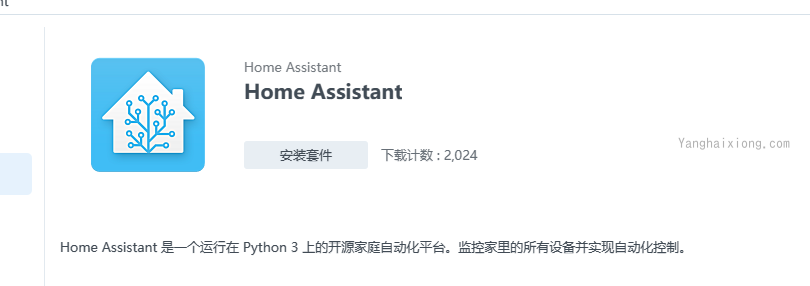 Home Assistant
Home Assistant
安装套件 下载计数 : 2,024
Yanghaixiong.com
Home Assistant 是一个运行在 Python 3 上的开源家庭自动化平台。监控家里的所有设备并实现自动化控制。